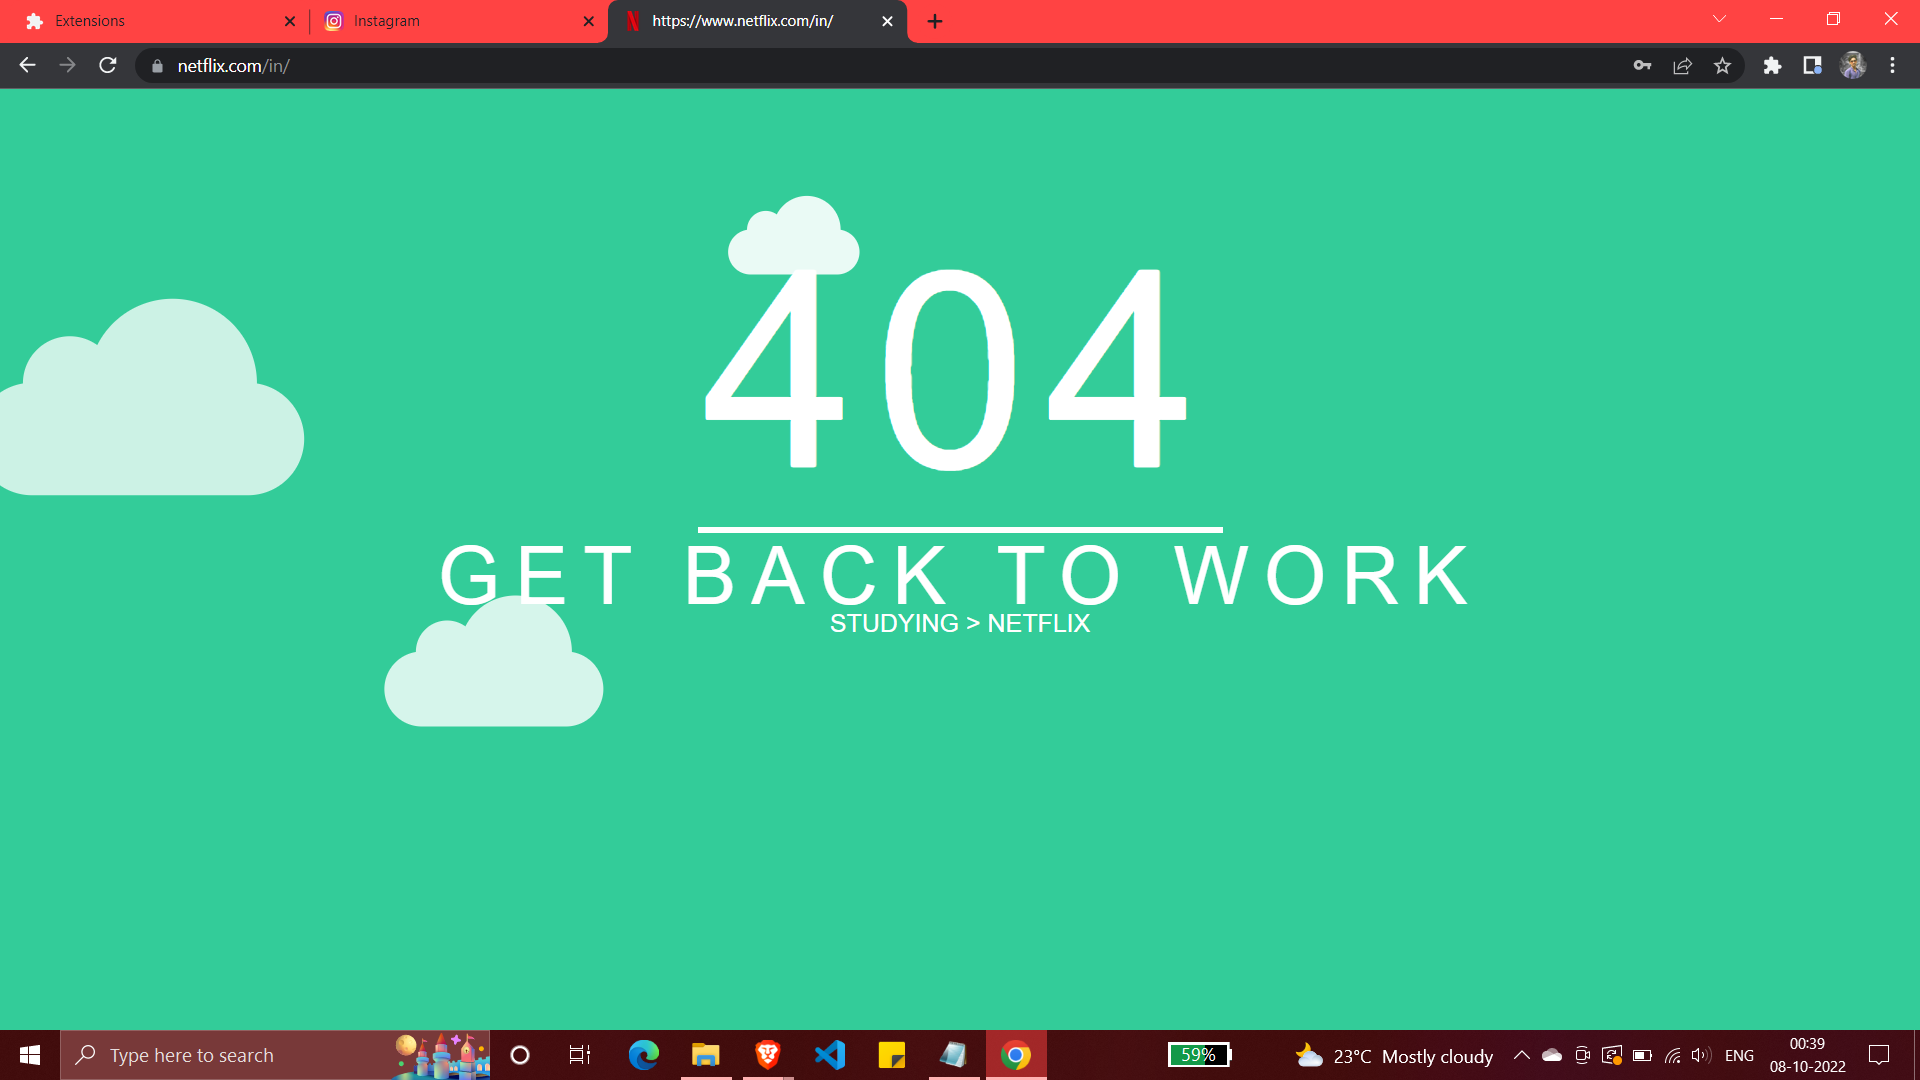 Extensions
Instagram
https://www.netflix.com/in/
netflix.com/in/
404
GET BACK TO WORK
STUDYING > NETFLIX
Type here to search
59%
23°C Mostly cloudy
ENG
00:39
08-10-2022